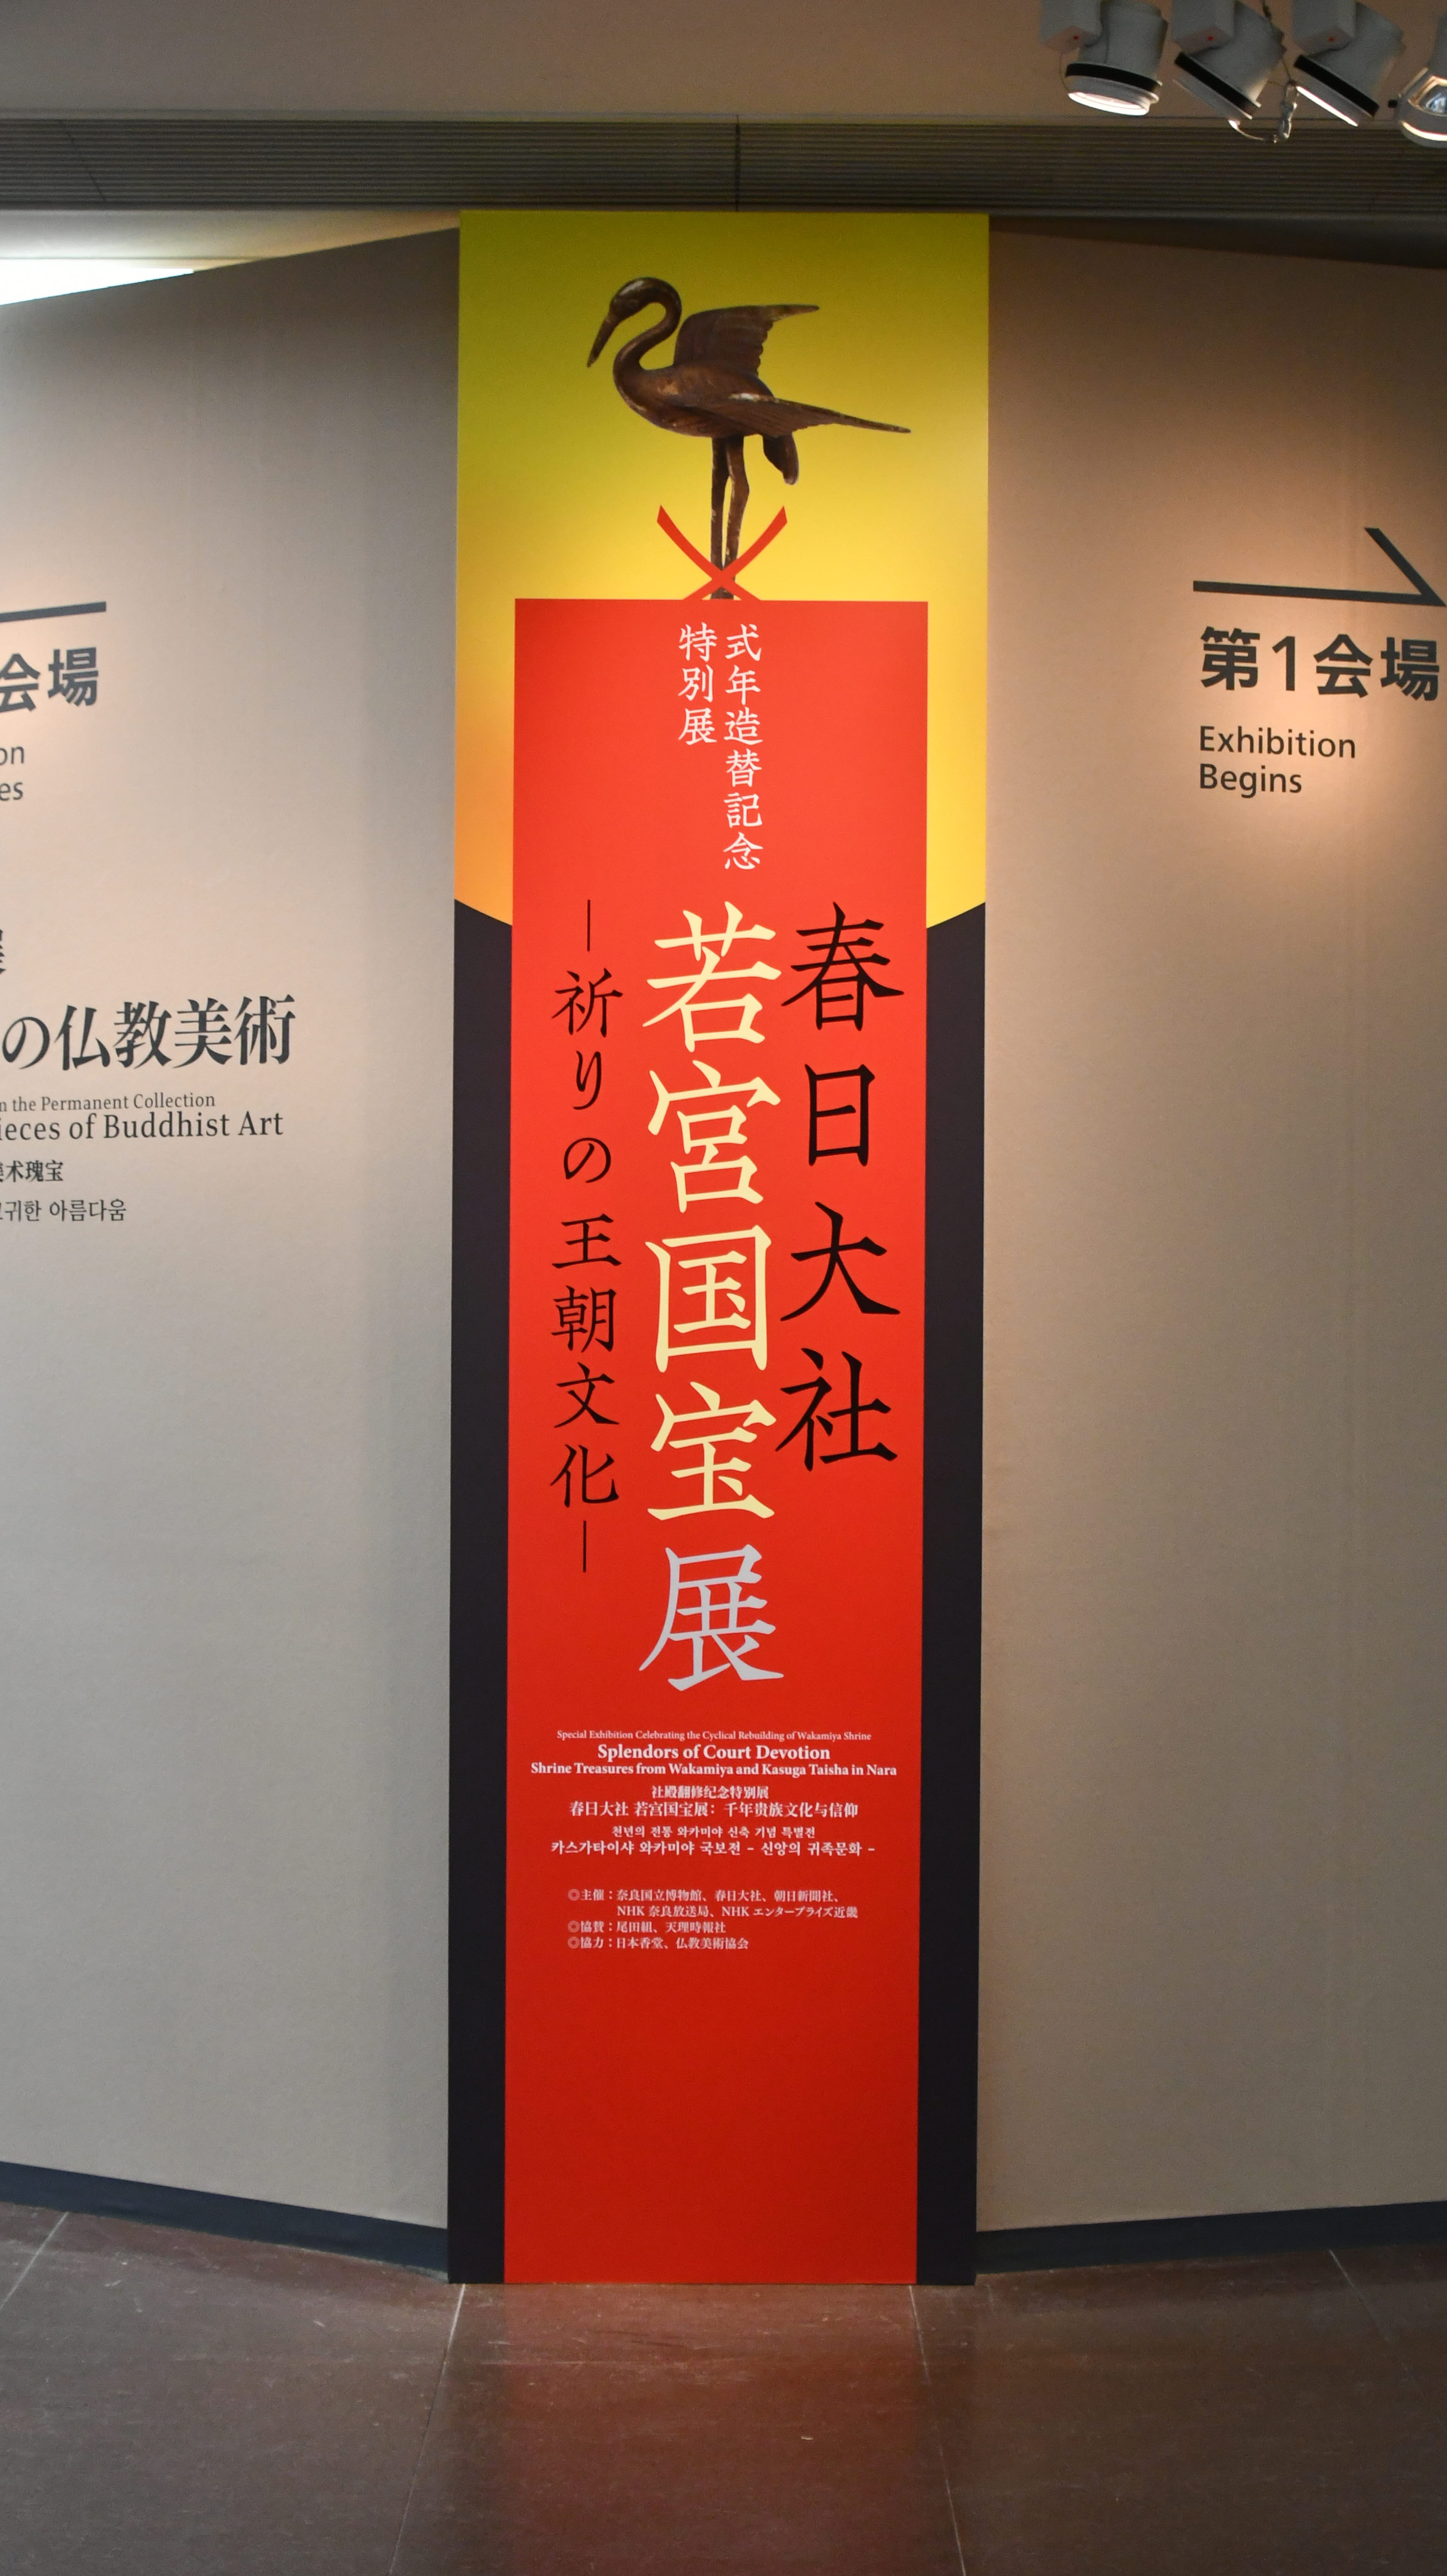 式年造替記念
特別展
春日大社
若宮国宝展
―祈りの王朝文化―
Special Exhibition Celebrating the Cyclical Rebuilding of Wakamiya Shrine
Splendors of Court Devotion
Shrine Treasures from Wakamiya and Kasuga Taisha in Nara
社殿翻修纪念特别展
春日大社 若宫国宝展：千年贵族文化与信仰
천년의 전통 와카미야 신축 기념 특별전
카스가타이샤 와카미야 국보전 - 신앙의 귀족문화 -
◎主催：奈良国立博物館、春日大社、朝日新聞社、
NHK 奈良放送局、NHK エンタープライズ近畿
◎協賛：尾田組、天理時報社
◎協力：日本香堂、仏教美術協会
第1会場
Exhibition
Begins
会場
on
es
の仏教美術
n the Permanent Collection
ieces of Buddhist Art
术瑰宝
귀한 아름다움